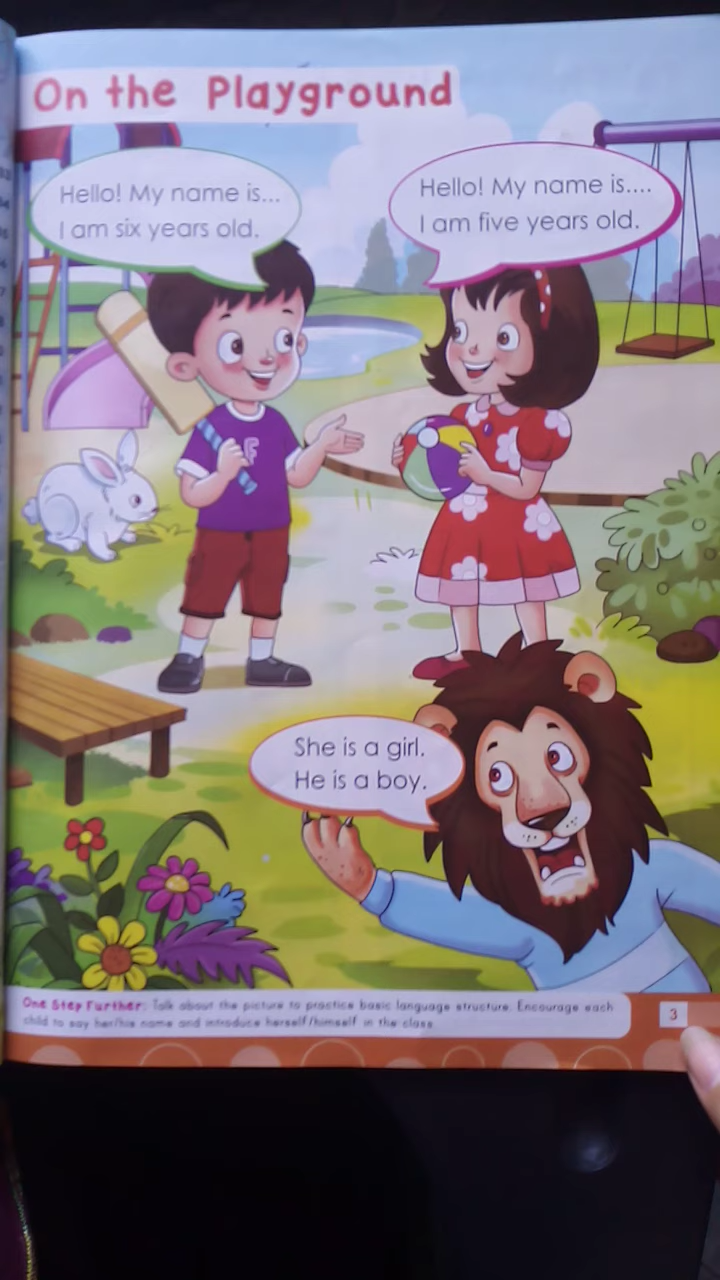 On the Playground
Hello! My name is...
I am six years old.
Hello! My name is....
I am five years old.
F
She is a girl.
He is a boy.
One Step Further: Talk about the picture to practice basic language structure. Encourage each
child to say her/his name and introduce herself/himself in the class.
3